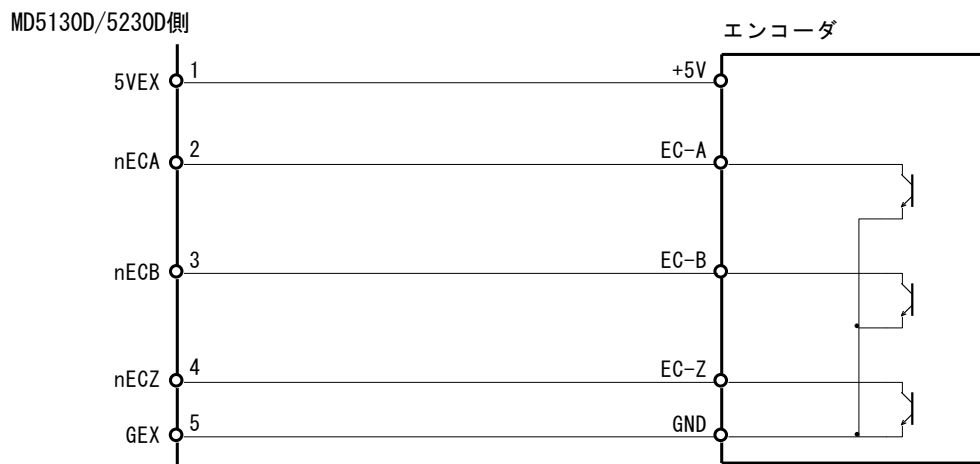 MD5130D/5230D側
エンコーダ
5VEX 1 +5V
nECA 2 EC-A
nECB 3 EC-B
nECZ 4 EC-Z
GEX 5 GND